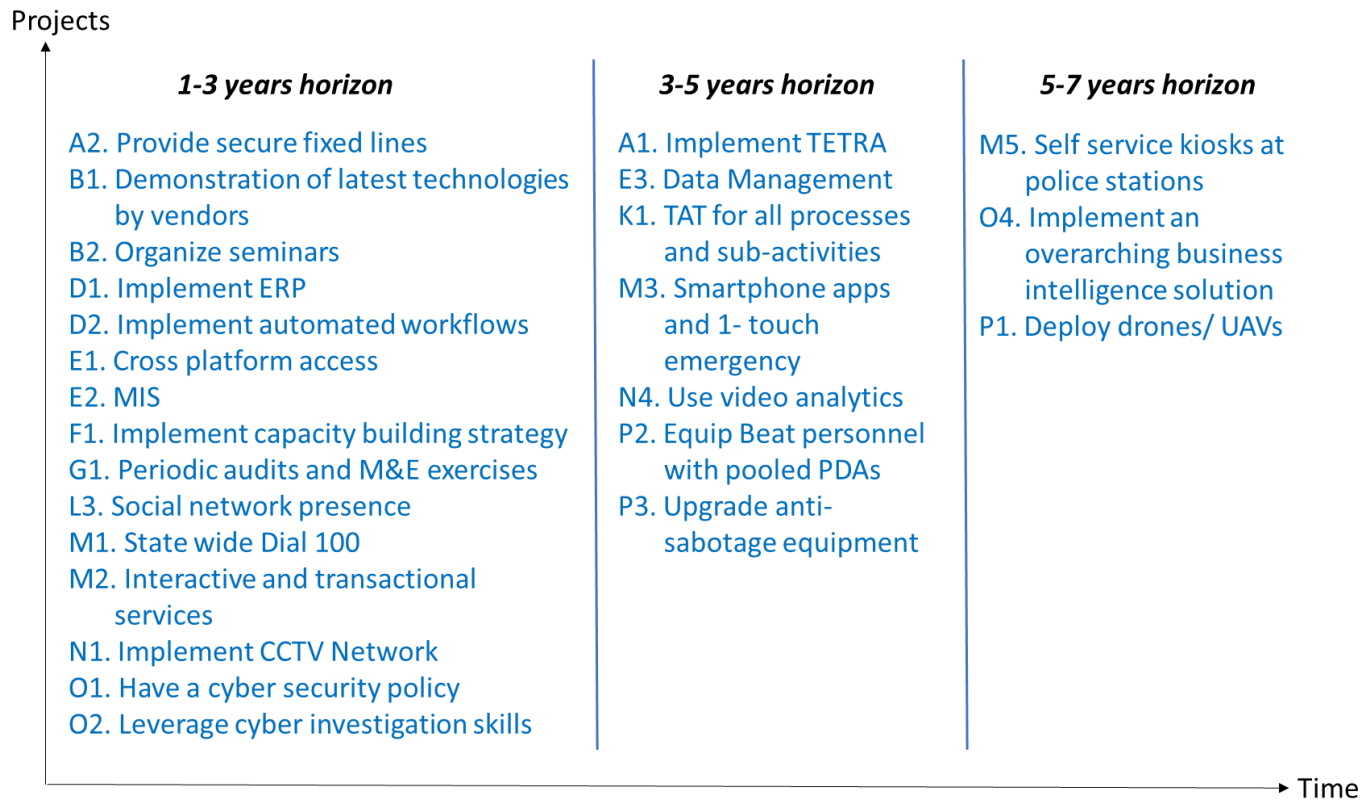 Projects
1-3 years horizon
A2. Provide secure fixed lines
B1. Demonstration of latest technologies
by vendors
B2. Organize seminars
D1. Implement ERP
D2. Implement automated workflows
E1. Cross platform access
E2. MIS
F1. Implement capacity building strategy
G1. Periodic audits and M&E exercises
L3. Social network presence
M1. State wide Dial 100
M2. Interactive and transactional
services
N1. Implement CCTV Network
O1. Have a cyber security policy
O2. Leverage cyber investigation skills
3-5 years horizon
A1. Implement TETRA
E3. Data Management
K1. TAT for all processes
and sub-activities
M3. Smartphone apps
and 1- touch
emergency
N4. Use video analytics
P2. Equip Beat personnel
with pooled PDAs
P3. Upgrade anti-
sabotage equipment
5-7 years horizon
M5. Self service kiosks at
police stations
O4. Implement an
overarching business
intelligence solution
P1. Deploy drones/ UAVs
Time